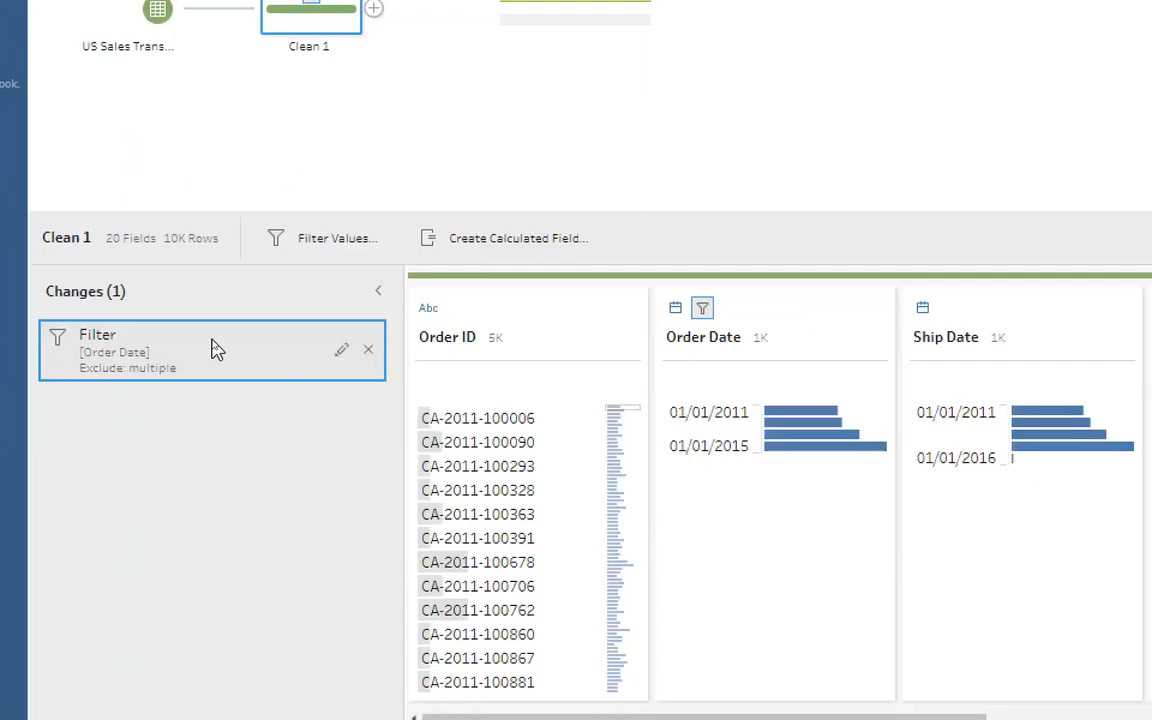 US Sales Trans...
Clean 1
ook.
Clean 1 20 Fields 10K Rows Filter Values... Create Calculated Field...
Changes (1)
Filter
[Order Date]
Exclude: multiple
Abc
Order ID 5K
CA-2011-100006
CA-2011-100090
CA-2011-100293
CA-2011-100328
CA-2011-100363
CA-2011-100391
CA-2011-100678
CA-2011-100706
CA-2011-100762
CA-2011-100860
CA-2011-100867
CA-2011-100881
Order Date 1K
01/01/2011
01/01/2015
Ship Date 1K
01/01/2011
01/01/2016